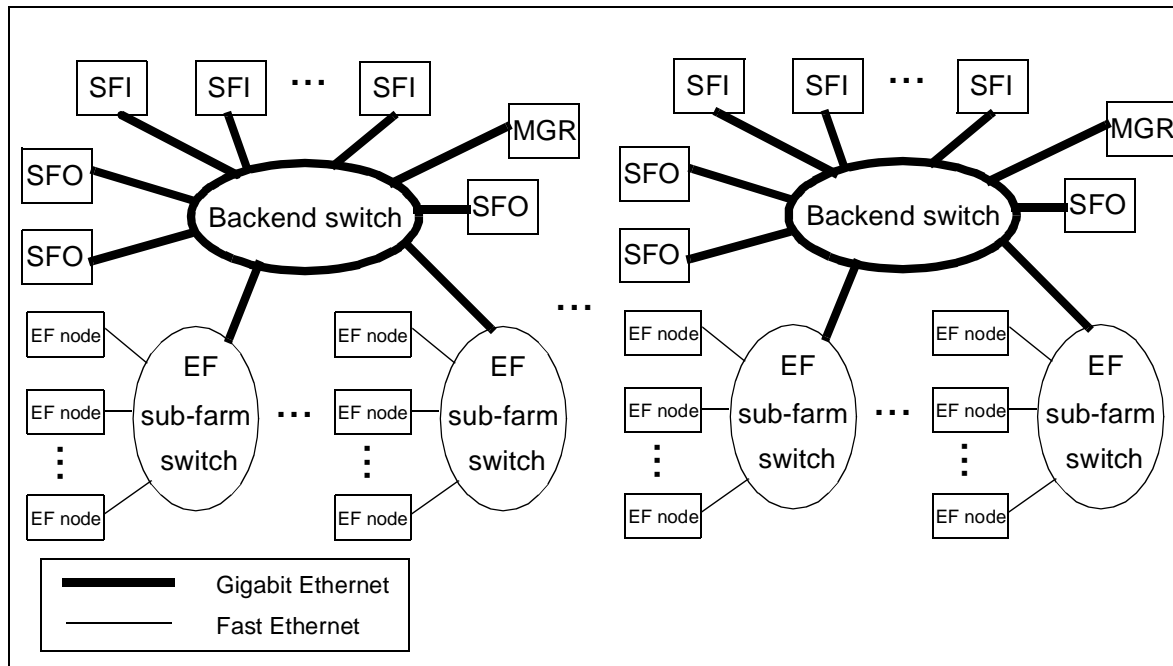 SFI
SFI
...
SFI
MGR
SFO
SFO
SFO
Backend switch
EF node
EF node
EF node
EF
sub-farm
switch
...
EF node
EF node
EF node
EF
sub-farm
switch
...
SFI
SFI
...
SFI
MGR
SFO
SFO
SFO
Backend switch
EF node
EF node
EF node
EF
sub-farm
switch
...
EF node
EF node
EF node
EF
sub-farm
switch
Gigabit Ethernet
Fast Ethernet